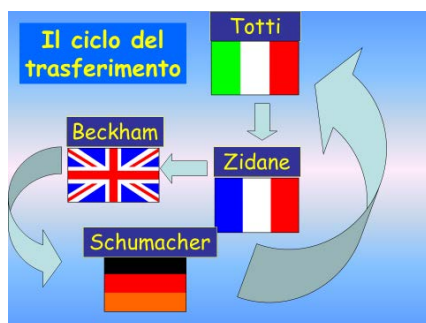 Il ciclo del
trasferimento
Totti
Beckham
Zidane
Schumacher